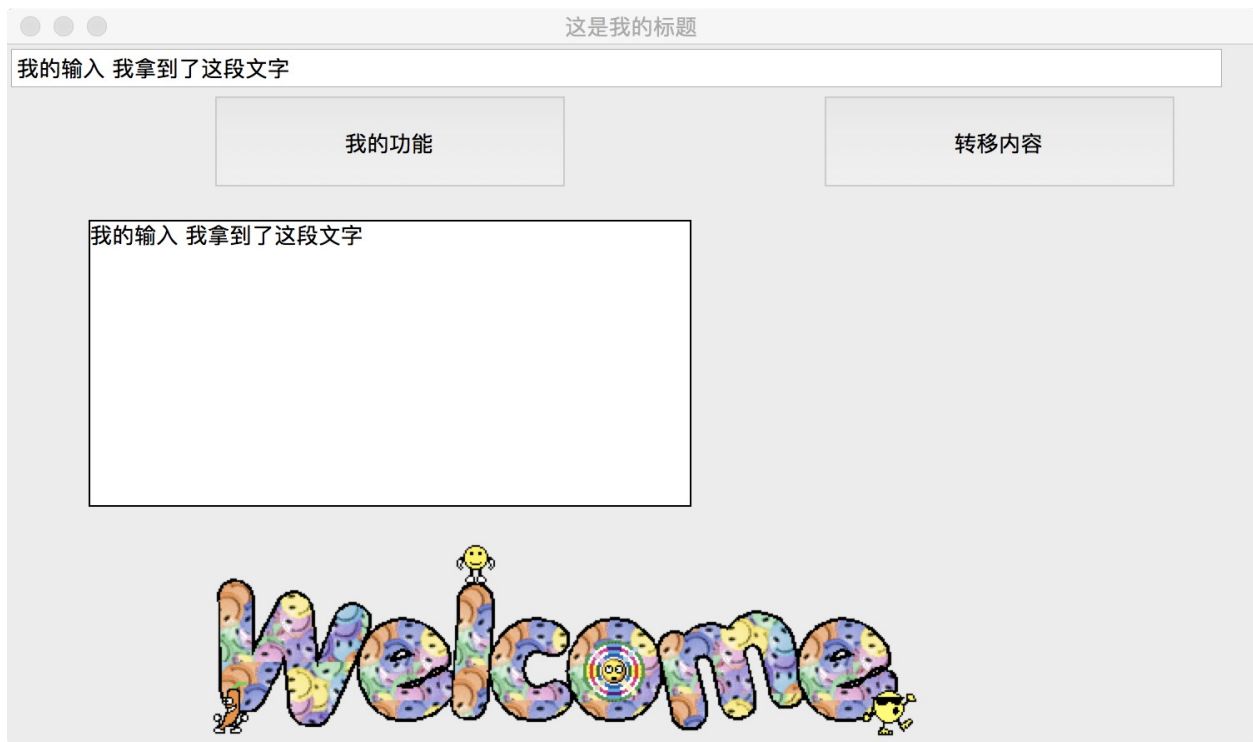 这是我的标题
我的输入 我拿到了这段文字
我的功能
转移内容
我的输入 我拿到了这段文字
Welcome